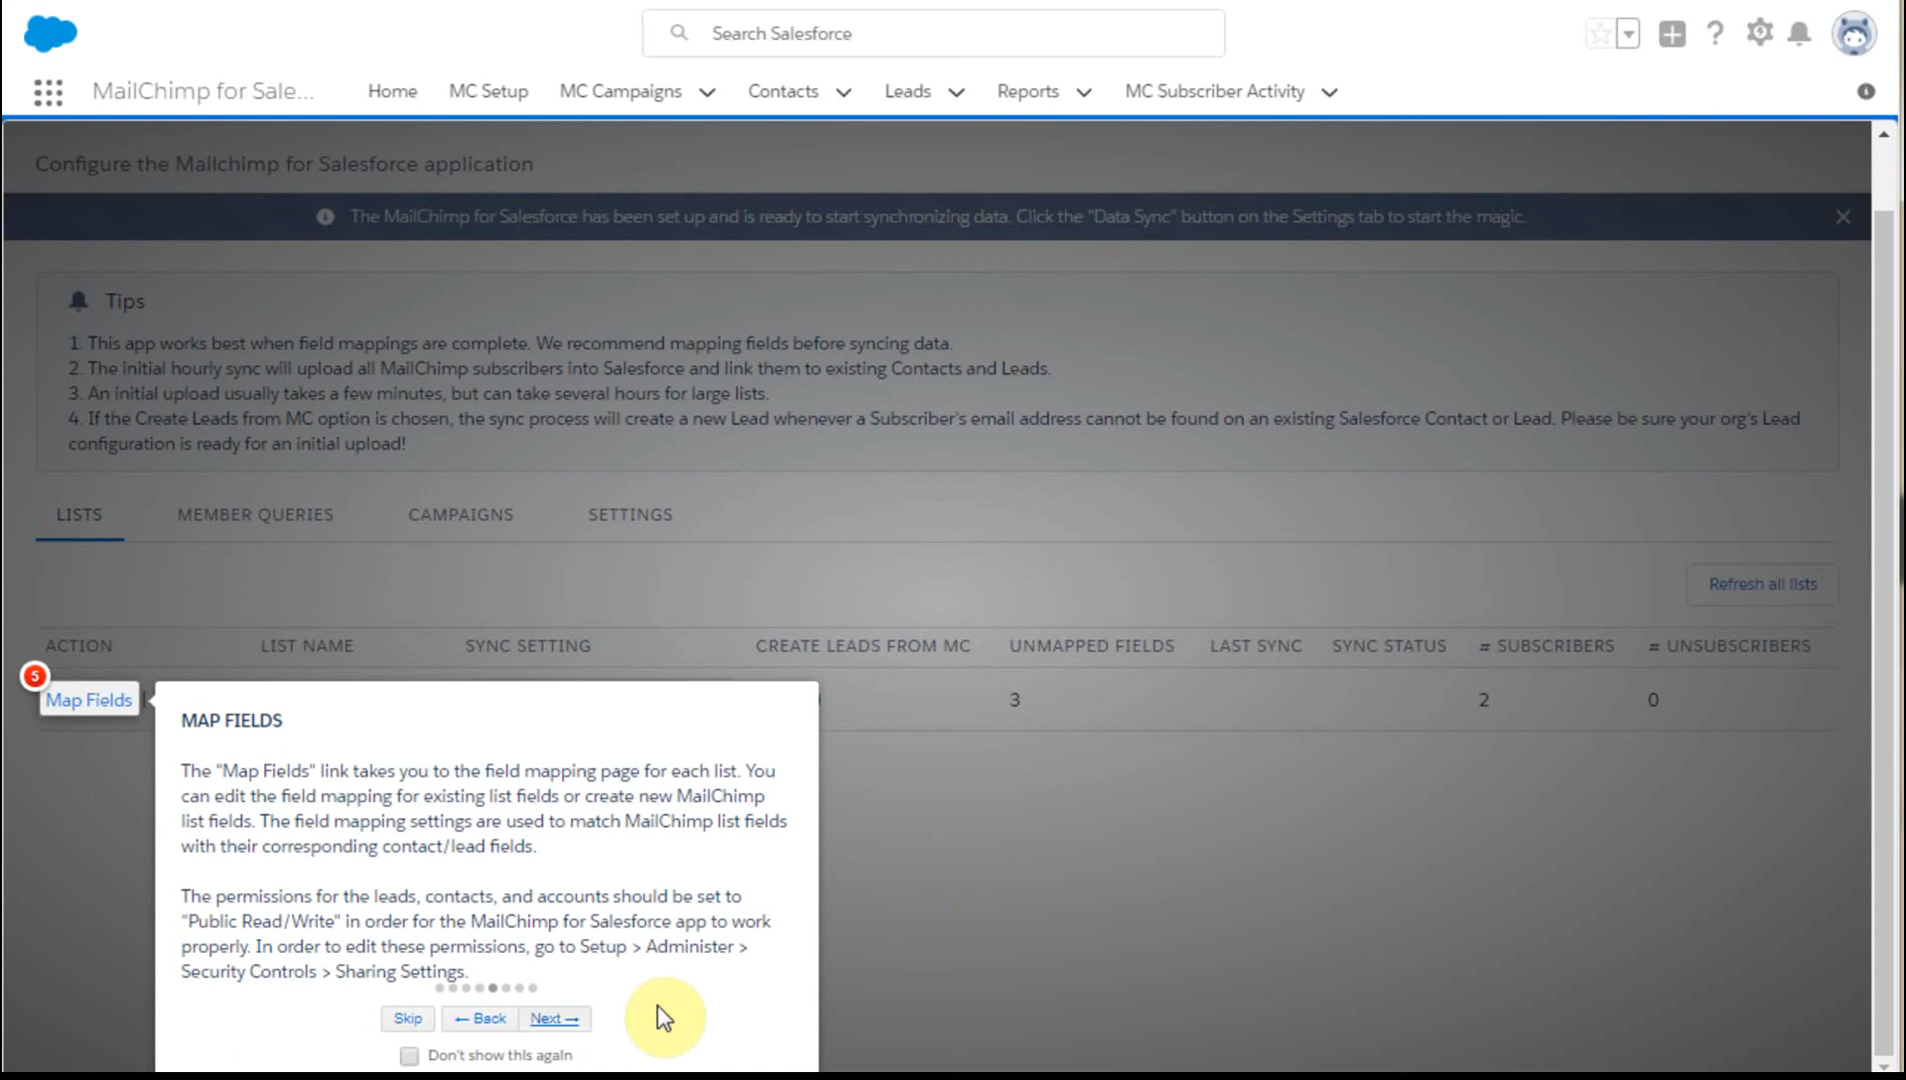 Search Salesforce
MailChimp for Sale...
Home
MC Setup
MC Campaigns
Contacts
Leads
Reports
MC Subscriber Activity
Configure the Mailchimp for Salesforce application
The MailChimp for Salesforce has been set up and is ready to start synchronizing data. Click the "Data Sync" button on the Settings tab to start the magic.
Tips
1. This app works best when field mappings are complete. We recommend mapping fields before syncing data.
2. The initial hourly sync will upload all MailChimp subscribers into Salesforce and link them to existing Contacts and Leads.
3. An initial upload usually takes a few minutes, but can take several hours for large lists.
4. If the Create Leads from MC option is chosen, the sync process will create a new Lead whenever a Subscriber's email address cannot be found on an existing Salesforce Contact or Lead. Please be sure your org's Lead
configuration is ready for an initial upload!
LISTS
MEMBER QUERIES
CAMPAIGNS
SETTINGS
Refresh all lists
ACTION
LIST NAME
SYNC SETTING
CREATE LEADS FROM MC
UNMAPPED FIELDS
LAST SYNC
SYNC STATUS
# SUBSCRIBERS
# UNSUBSCRIBERS
5
Map Fields
3
2
0
MAP FIELDS
The "Map Fields" link takes you to the field mapping page for each list. You
can edit the field mapping for existing list fields or create new MailChimp
list fields. The field mapping settings are used to match MailChimp list fields
with their corresponding contact/lead fields.
The permissions for the leads, contacts, and accounts should be set to
"Public Read/Write" in order for the MailChimp for Salesforce app to work
properly. In order to edit these permissions, go to Setup > Administer >
Security Controls > Sharing Settings.
Skip
← Back
Next →
Don't show this again